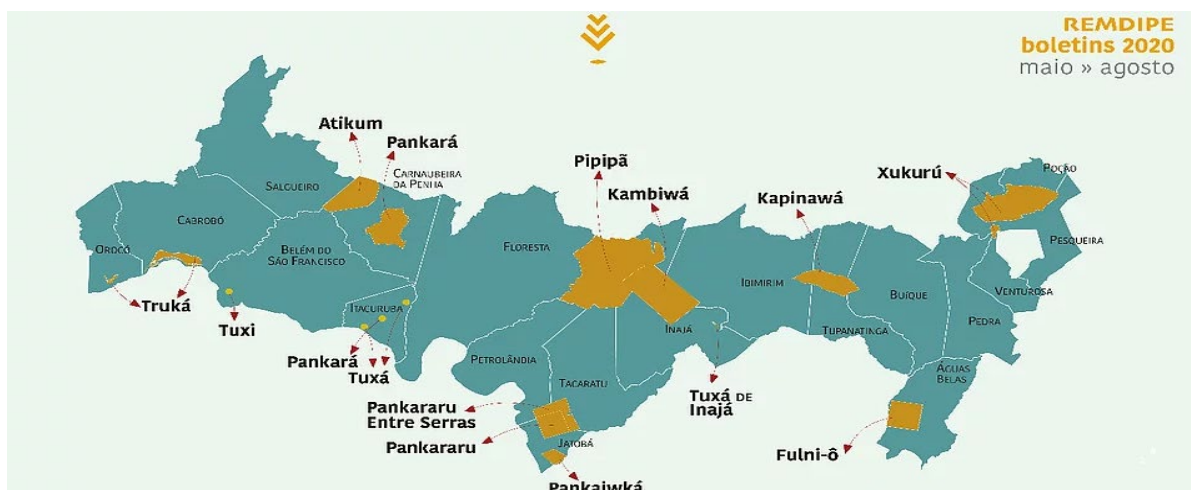 REMDIPE
boletins 2020
maio » agosto
Atikum
Pankará
Pipipã
Kambiwá
Kapinawá
Xukurú
Poção
Carnaubeira
da Penha
Salgueiro
Cabrobó
Orocó
Belém do
São Francisco
Floresta
Ibimirim
Buíque
Pesqueira
Venturosa
Pedra
Truká
Tuxi
Itacuruba
Inajá
Tupanatinga
Pankará
Tuxá
Petrolândia
Tacaratu
Águas
Belas
Tuxá de
Inajá
Pankararu
Entre Serras
Pankararu
Jatobá
Fulni-ô
Pankaiwká